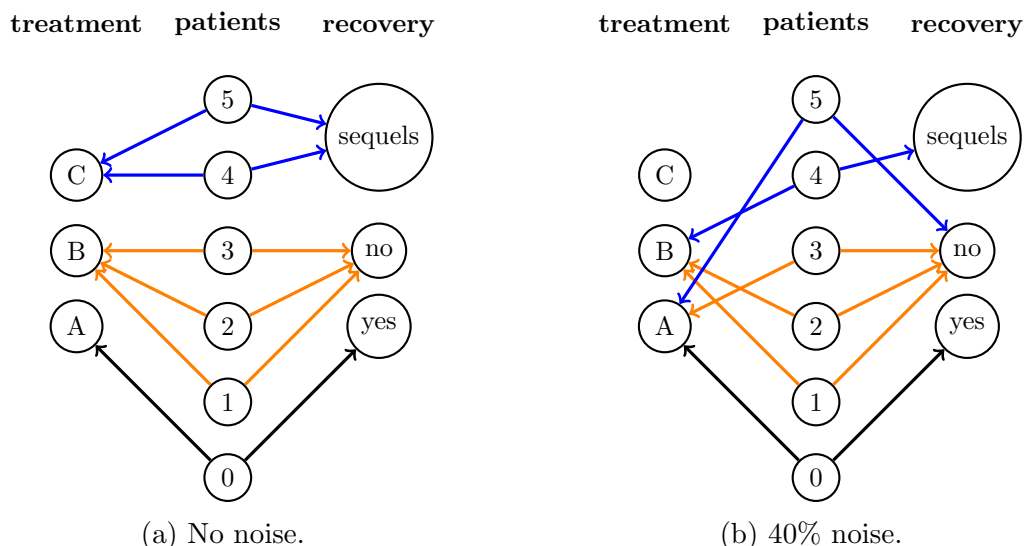 treatment patients recovery
5
sequels
C
4
B
3
no
A
2
yes
1
0
(a) No noise.
treatment patients recovery
5
sequels
C
4
B
3
no
A
2
yes
1
0
(b) 40% noise.